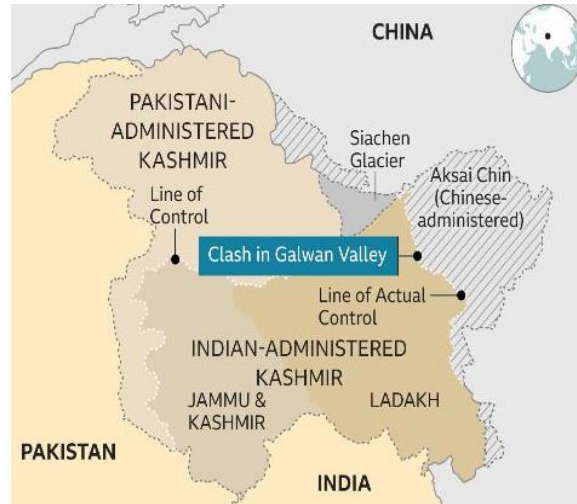 CHINA
PAKISTANI-
ADMINISTERED
KASHMIR
Siachen
Glacier
Aksai Chin
(Chinese-
administered)
Line of
Control
Clash in Galwan Valley
Line of Actual
Control
INDIAN-ADMINISTERED
KASHMIR
JAMMU &
KASHMIR
LADAKH
PAKISTAN
INDIA